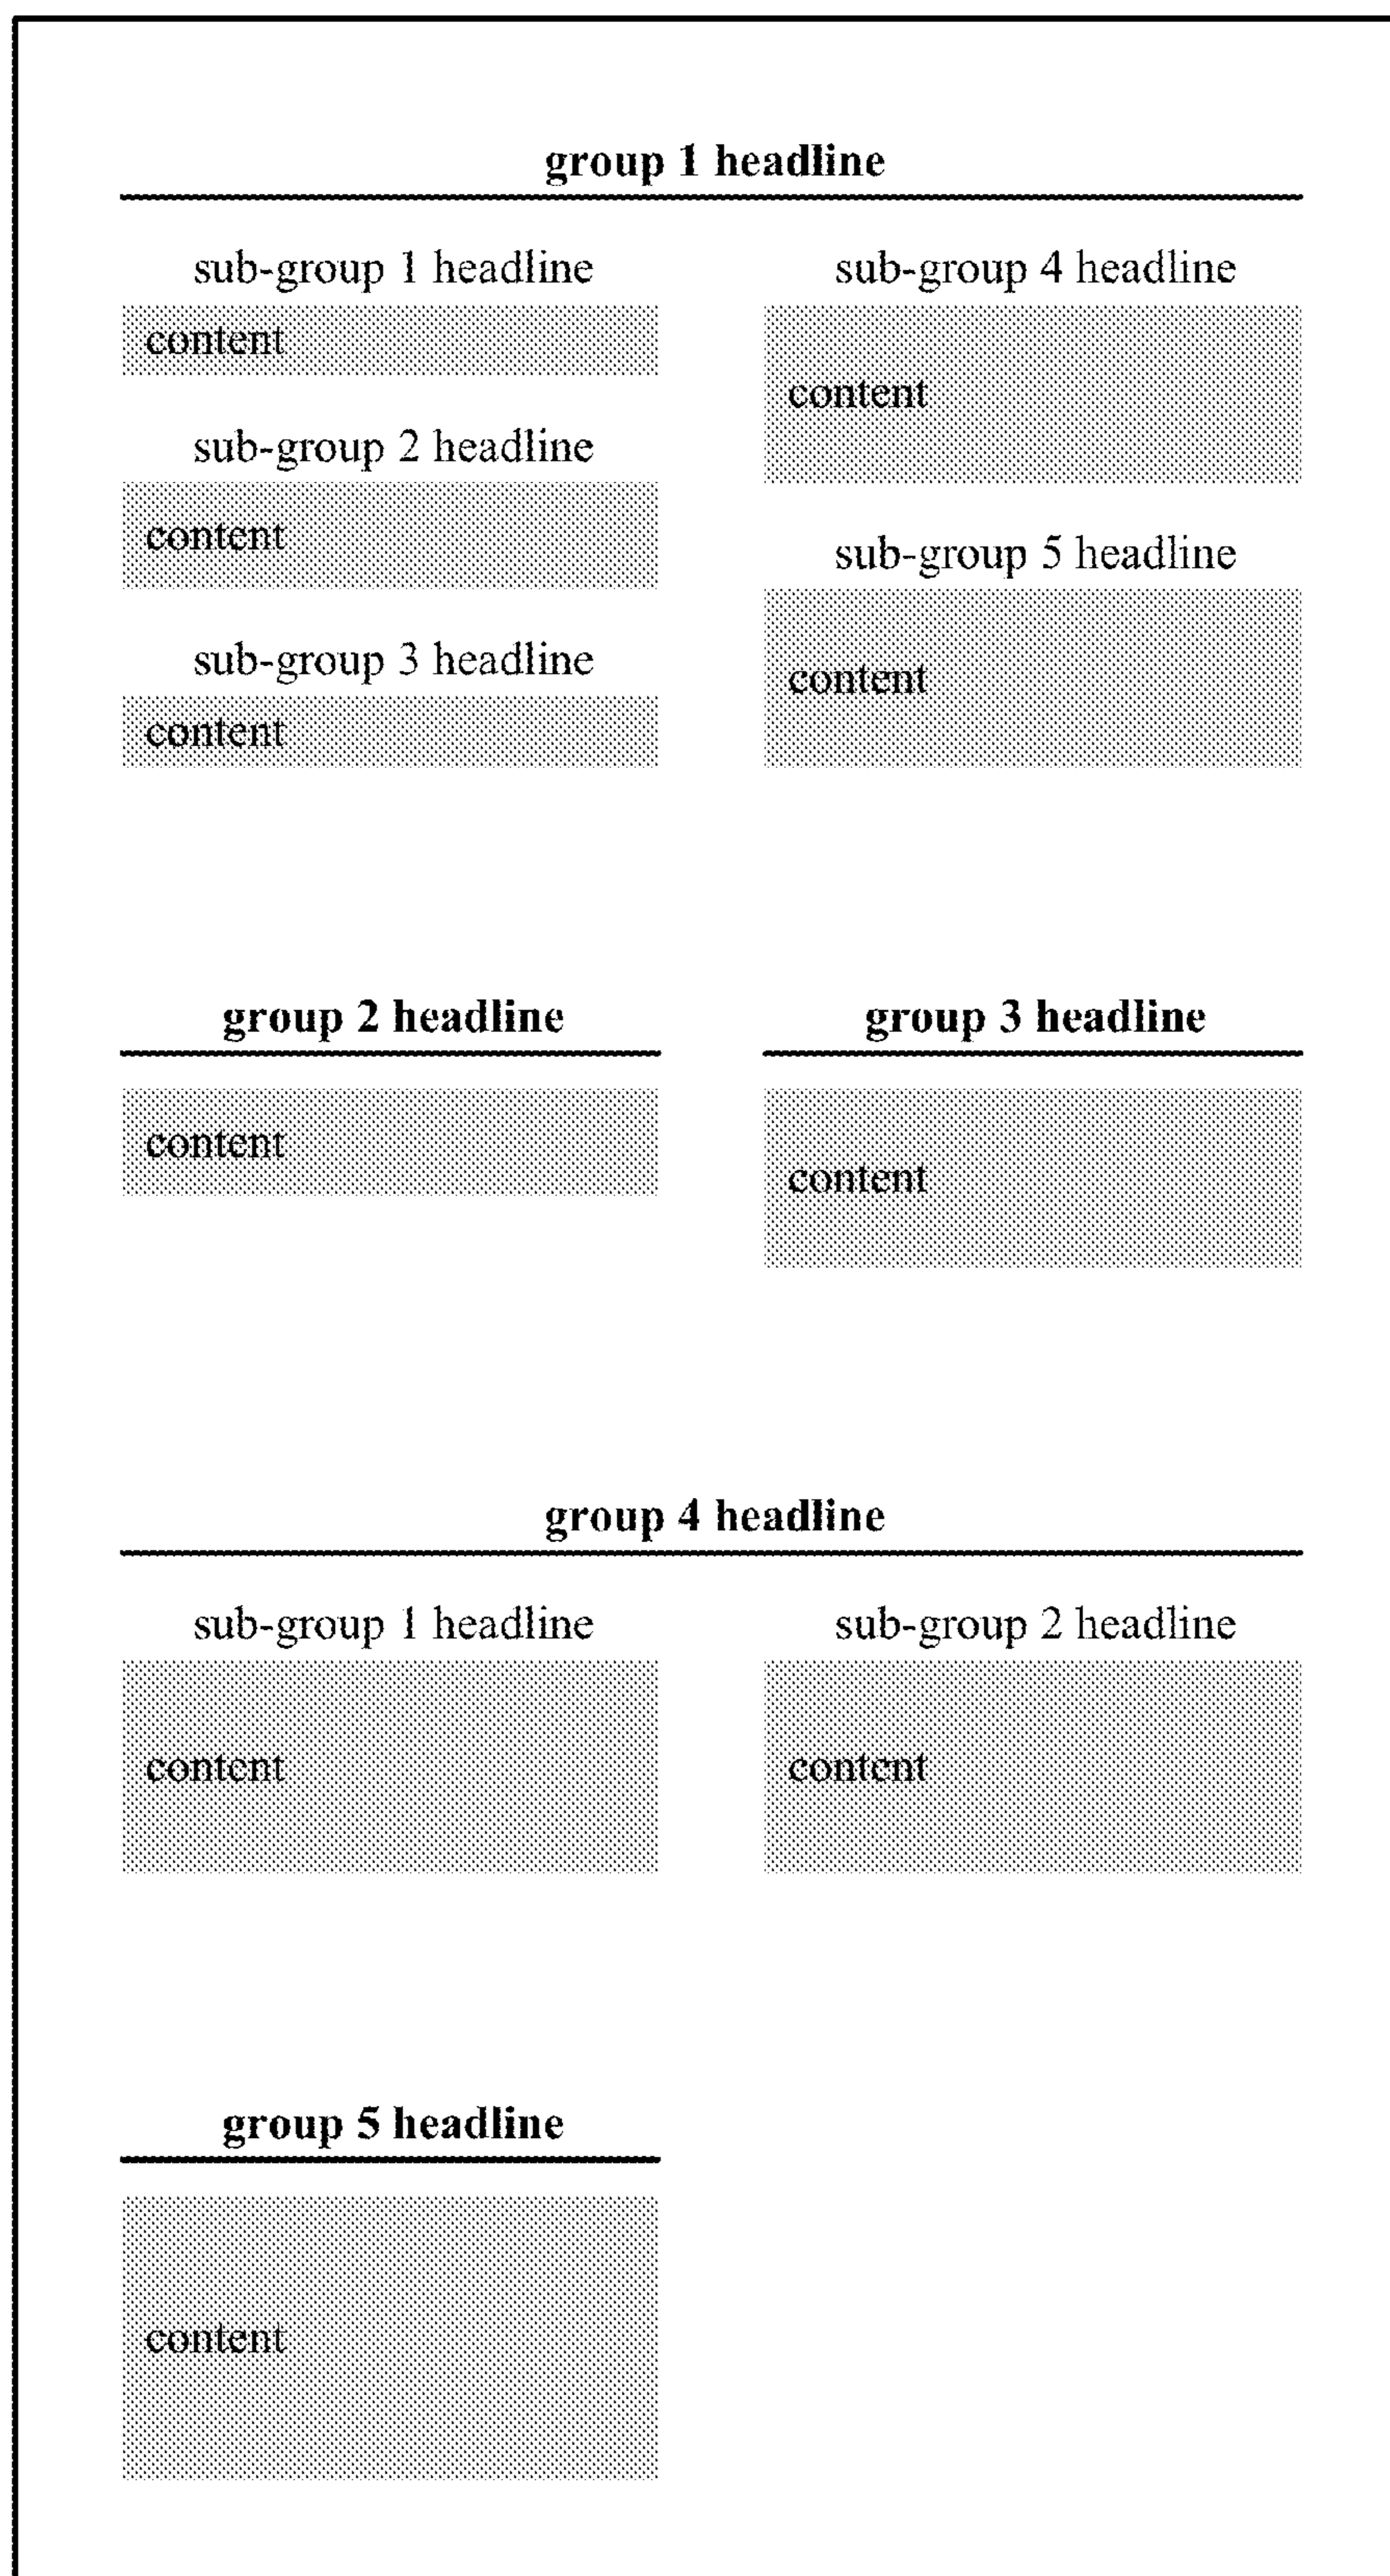 group 1 headline
sub-group 1 headline
content
sub-group 2 headline
content
sub-group 3 headline
content
sub-group 4 headline
content
sub-group 5 headline
content
group 2 headline
content
group 3 headline
content
group 4 headline
sub-group 1 headline
content
sub-group 2 headline
content
group 5 headline
content